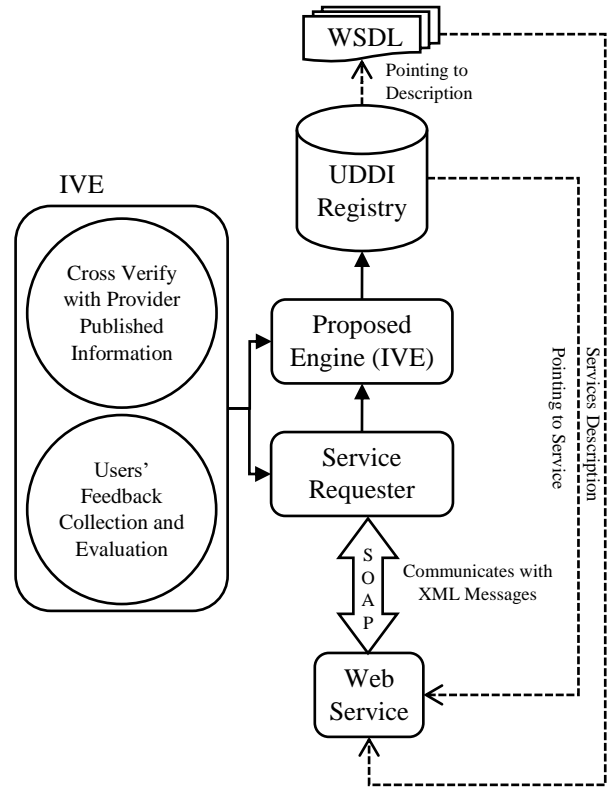 WSDL
Pointing to
Description
UDDI
Registry
IVE
Cross Verify
with Provider
Published
Information
Proposed
Engine (IVE)
Users'
Feedback
Collection and
Evaluation
Service
Requester
SOAP
Communicates with
XML Messages
Web
Service
Pointing to Service
Services Description